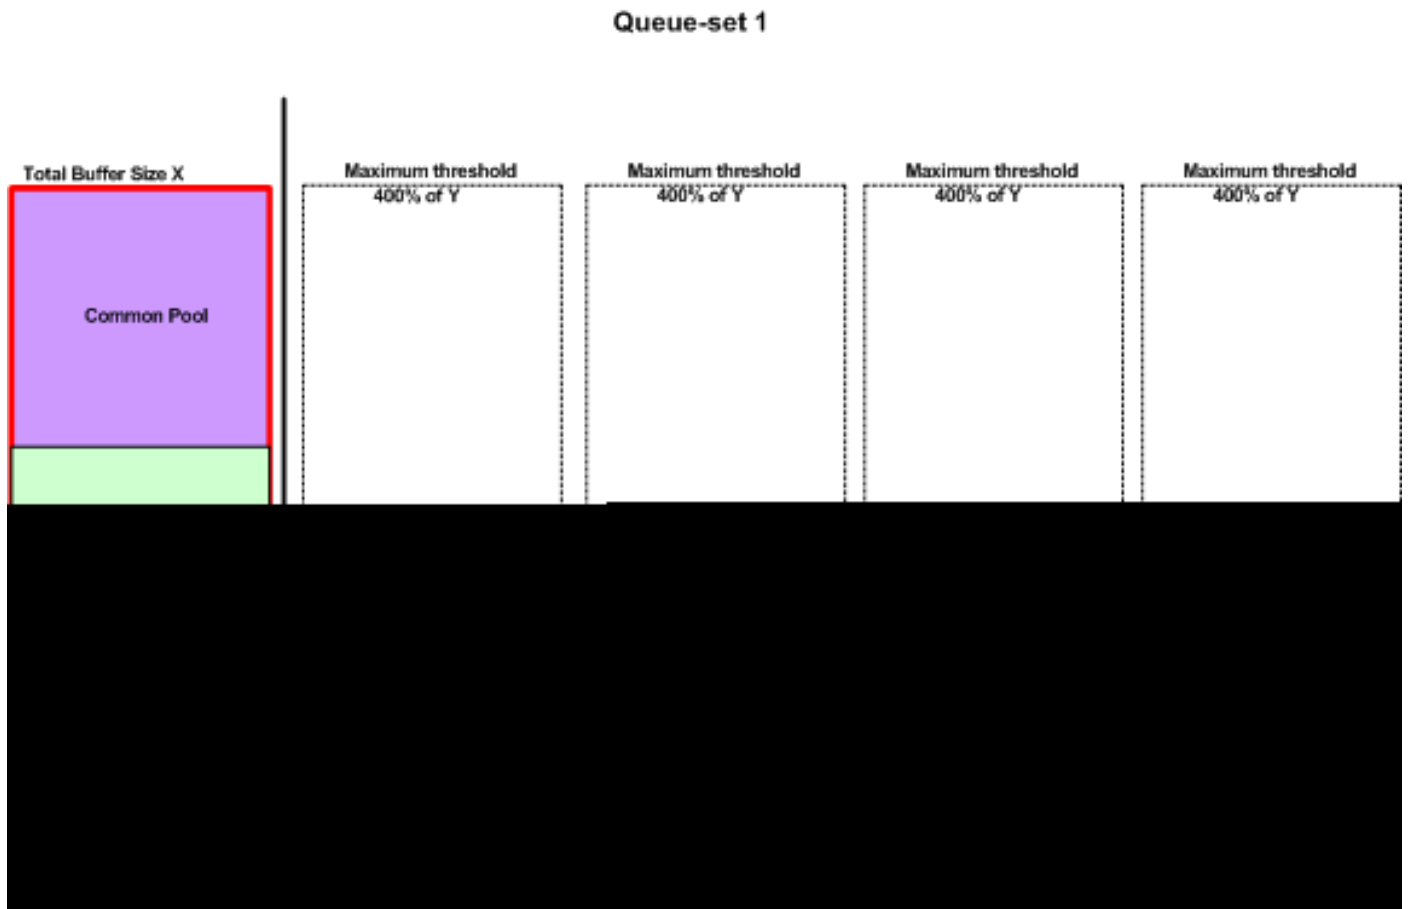 Queue-set 1
Total Buffer Size X
Maximum threshold
400% of Y
Maximum threshold
400% of Y
Maximum threshold
400% of Y
Maximum threshold
400% of Y
Common Pool